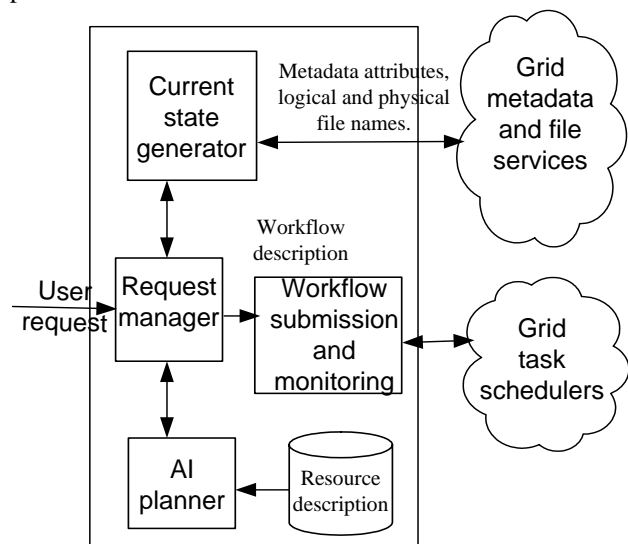 Current
state
generator
Metadata attributes,
logical and physical
file names.
Grid
metadata
and file
services
Workflow
description
User
request
Request
manager
Workflow
submission
and
monitoring
Grid
task
schedulers
AI
planner
Resource
description